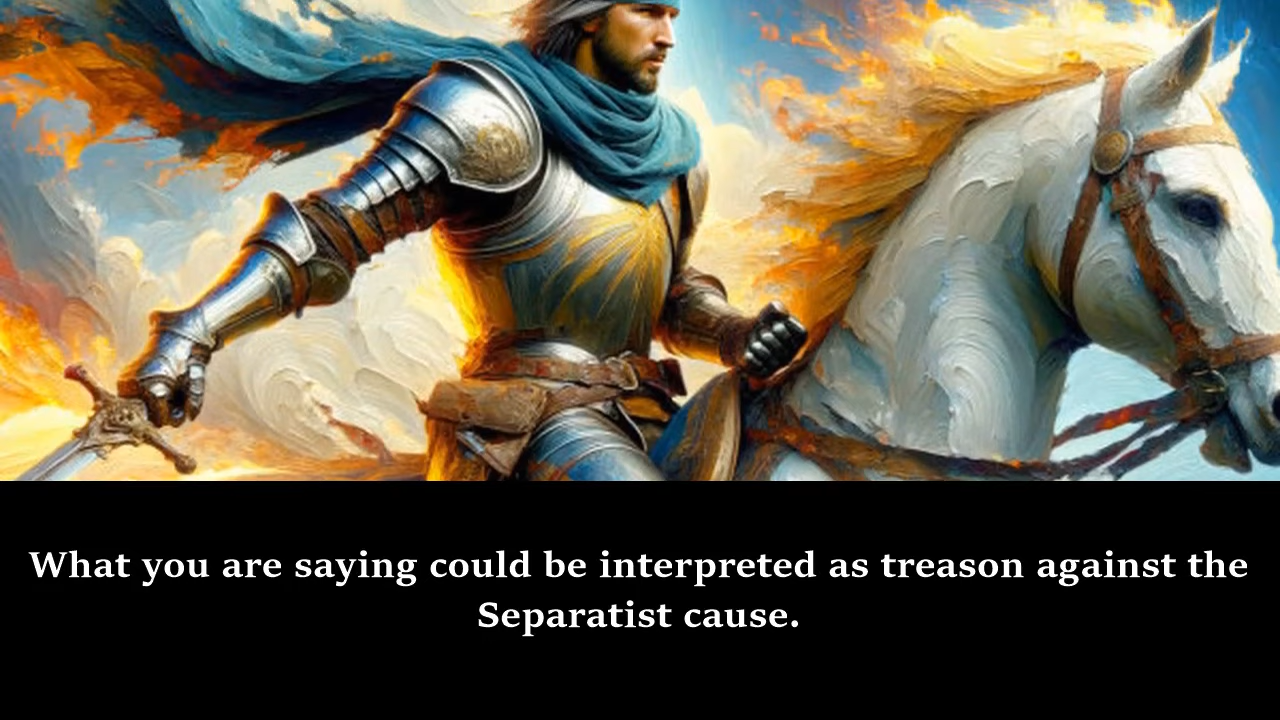 What you are saying could be interpreted as treason against the
Separatist cause.